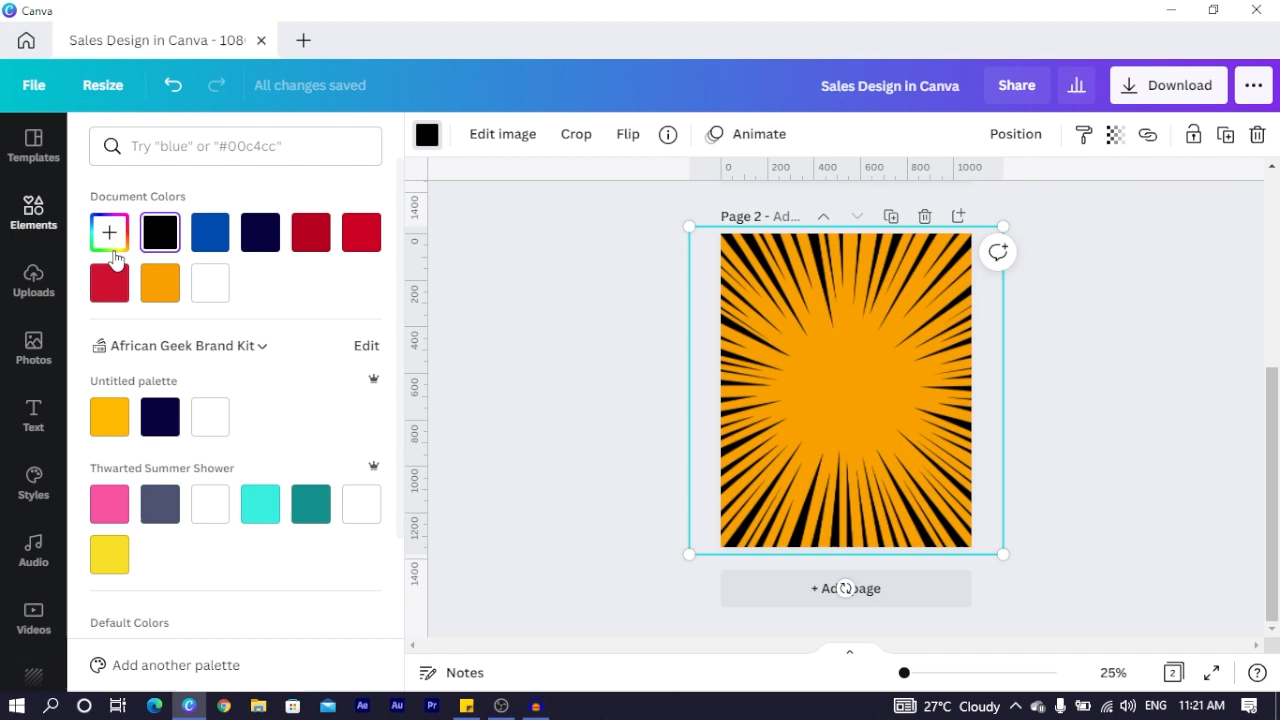 Canva
Sales Design in Canva - 108
File
Resize
All changes saved
Sales Design in Canva
Share
Download
Templates
Elements
Uploads
Photos
Text
Styles
Audio
Videos
Try "blue" or "#00c4cc"
Document Colors
African Geek Brand Kit
Edit
Untitled palette
Thwarted Summer Shower
Default Colors
Add another palette
Edit image
Crop
Flip
Animate
Position
0 200 400 600 800 1000
1400
0
200
400
600
800
1000
1200
1400
Page 2 - Ad...
+ Add page
Notes
25%
2
Ae
Au
Pr
27°C Cloudy
ENG
11:21 AM